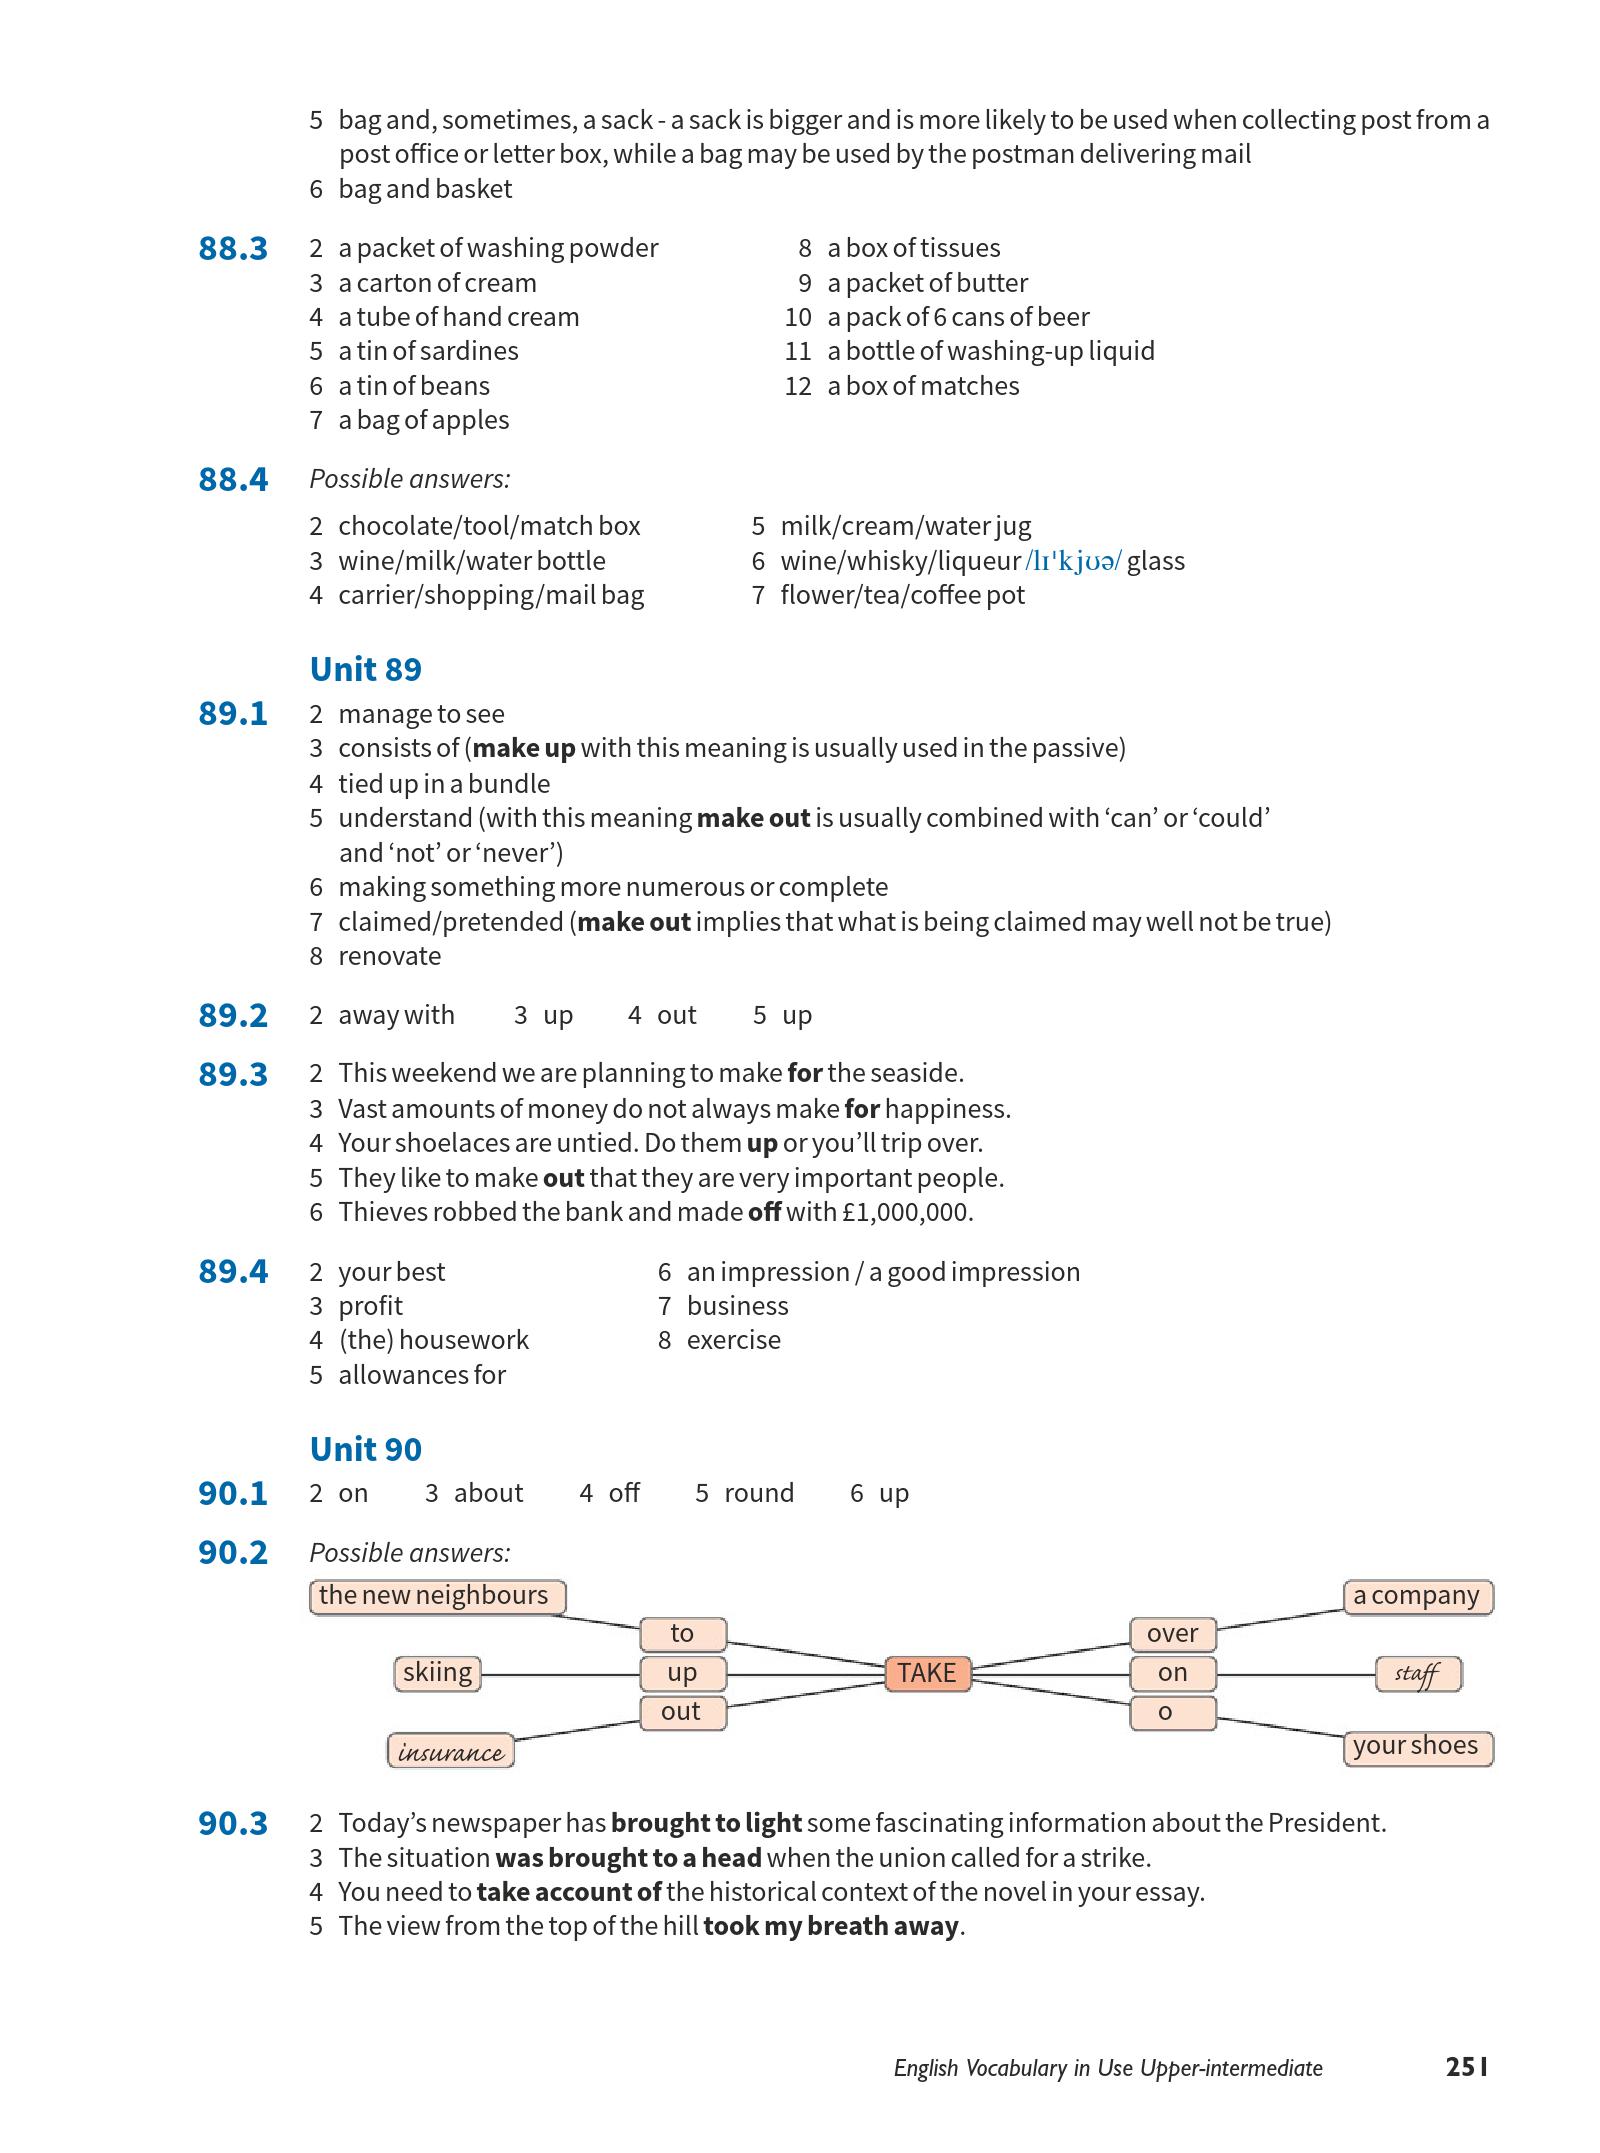 5 bag and, sometimes, a sack - a sack is bigger and is more likely to be used when collecting post from a
post office or letter box, while a bag may be used by the postman delivering mail
6 bag and basket
88.3 2 a packet of washing powder
3 a carton of cream
4 a tube of hand cream
5 a tin of sardines
6 a tin of beans
7 a bag of apples
8 a box of tissues
9 a packet of butter
10 a pack of 6 cans of beer
11 a bottle of washing-up liquid
12 a box of matches
88.4 Possible answers:
2 chocolate/tool/match box
3 wine/milk/water bottle
4 carrier/shopping/mail bag
5 milk/cream/water jug
6 wine/whisky/liqueur /lɪˈkjʊə/ glass
7 flower/tea/coffee pot
Unit 89
89.1 2 manage to see
3 consists of (make up with this meaning is usually used in the passive)
4 tied up in a bundle
5 understand (with this meaning make out is usually combined with ‘can’ or ‘could’
and ‘not’ or ‘never’)
6 making something more numerous or complete
7 claimed/pretended (make out implies that what is being claimed may well not be true)
8 renovate
89.2 2 away with 3 up 4 out 5 up
89.3 2 This weekend we are planning to make for the seaside.
3 Vast amounts of money do not always make for happiness.
4 Your shoelaces are untied. Do them up or you’ll trip over.
5 They like to make out that they are very important people.
6 Thieves robbed the bank and made off with £1,000,000.
89.4 2 your best
3 profit
4 (the) housework
5 allowances for
6 an impression / a good impression
7 business
8 exercise
Unit 90
90.1 2 on 3 about 4 off 5 round 6 up
90.2 Possible answers:
the new neighbours
a company
to
over
skiing
up
TAKE
on
staff
out
o
insurance
your shoes
90.3 2 Today’s newspaper has brought to light some fascinating information about the President.
3 The situation was brought to a head when the union called for a strike.
4 You need to take account of the historical context of the novel in your essay.
5 The view from the top of the hill took my breath away.
English Vocabulary in Use Upper-intermediate 251